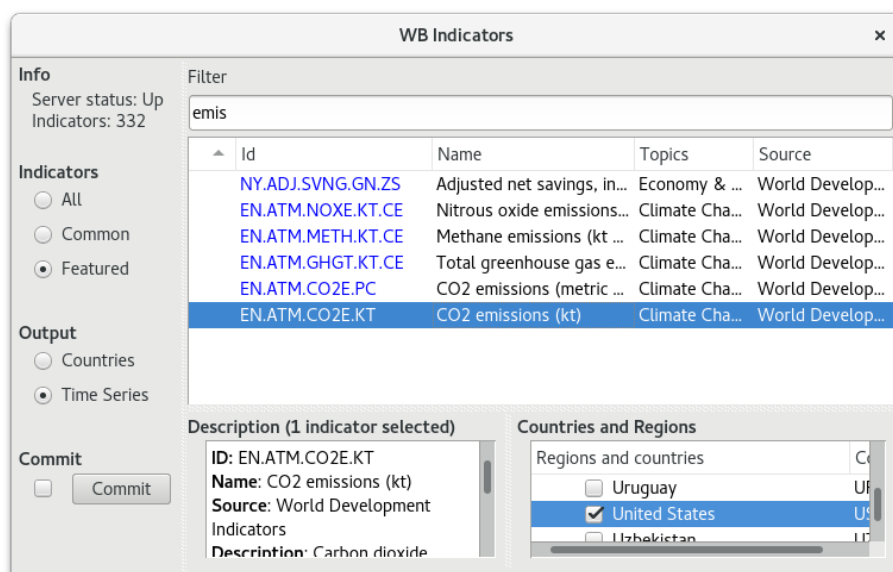 WB Indicators
Info
Server status: Up
Indicators: 332
Indicators
All
Common
Featured
Output
Countries
Time Series
Commit
Commit
Filter
emis
Id Name Topics Source
NY.ADJ.SVNG.GN.ZS Adjusted net savings, in... Economy & ... World Develop...
EN.ATM.NOXE.KT.CE Nitrous oxide emissions... Climate Cha... World Develop...
EN.ATM.METH.KT.CE Methane emissions (kt ... Climate Cha... World Develop...
EN.ATM.GHGT.KT.CE Total greenhouse gas e... Climate Cha... World Develop...
EN.ATM.CO2E.PC CO2 emissions (metric ... Climate Cha... World Develop...
EN.ATM.CO2E.KT CO2 emissions (kt) Climate Cha... World Develop...
Description (1 indicator selected)
ID: EN.ATM.CO2E.KT
Name: CO2 emissions (kt)
Source: World Development
Indicators
Description: Carbon dioxide
Countries and Regions
Regions and countries
Uruguay
United States
Uzbekistan